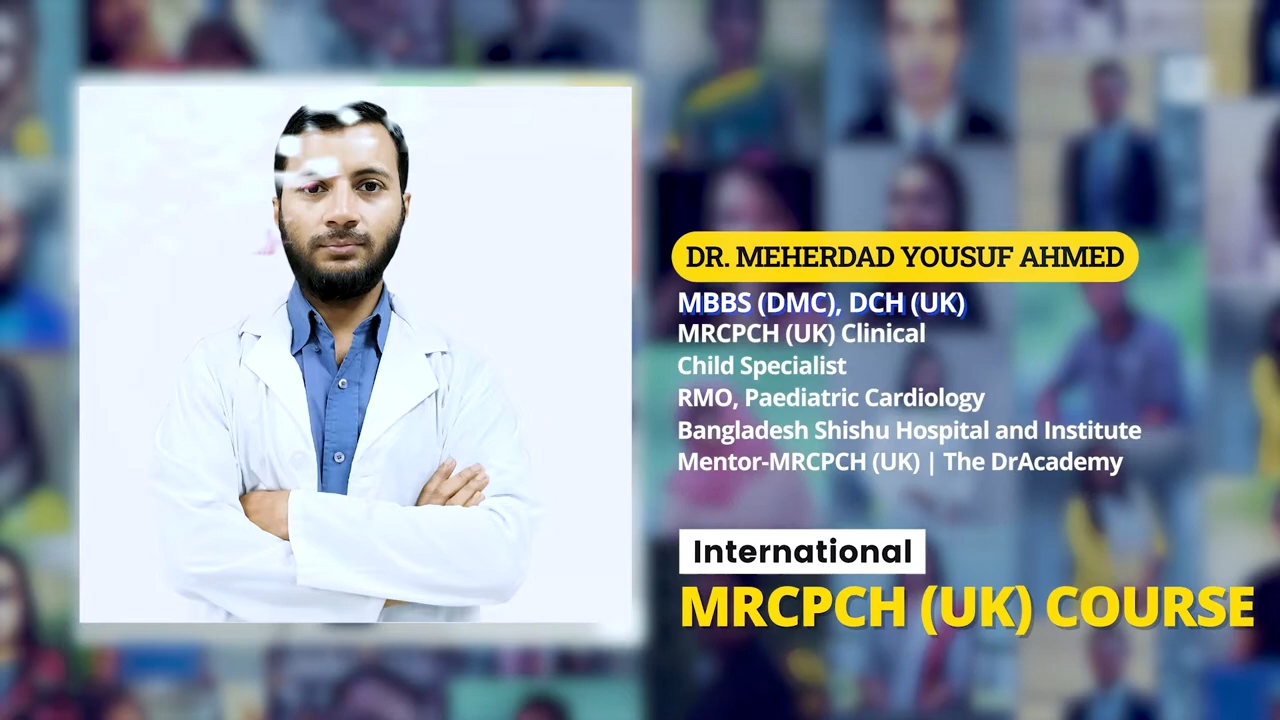 DR. MEHERDAD YOUSUF AHMED
MBBS (DMC), DCH (UK)
MRCPCH (UK) Clinical
Child Specialist
RMO, Paediatric Cardiology
Bangladesh Shishu Hospital and Institute
Mentor-MRCPCH (UK) | The DrAcademy
International
MRCPCH (UK) COURSE